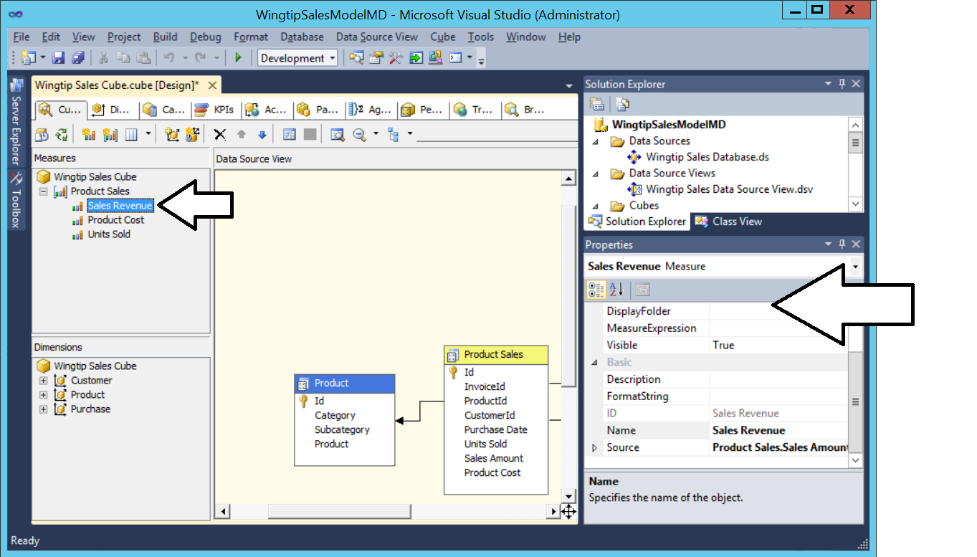 WingtipSalesModelMD - Microsoft Visual Studio (Administrator)
File Edit View Project Build Debug Format Database Data Source View Cube Tools Window Help
Development
Server Explorer
Toolbox
Wingtip Sales Cube.cube [Design]*
Cu... Di... Ca... KPIs Ac... Pa... Ag... Pe... Tr... Br...
Measures
Wingtip Sales Cube
Product Sales
Sales Revenue
Product Cost
Units Sold
Dimensions
Wingtip Sales Cube
Customer
Product
Purchase
Data Source View
Product
Id
Category
Subcategory
Product
Product Sales
Id
InvoiceId
ProductId
CustomerId
Purchase Date
Units Sold
Sales Amount
Product Cost
Solution Explorer
WingtipSalesModelMD
Data Sources
Wingtip Sales Database.ds
Data Source Views
Wingtip Sales Data Source View.dsv
Cubes
Solution Explorer Class View
Properties
Sales Revenue Measure
DisplayFolder
MeasureExpression
Visible True
Basic
Description
FormatString
ID Sales Revenue
Name Sales Revenue
Source Product Sales.Sales Amount
Name
Specifies the name of the object.
Ready